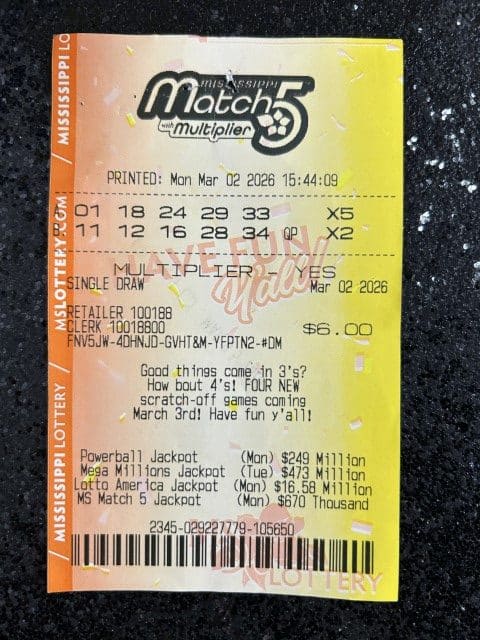 MISSISSIPPI LO
MSLOTTERY.COM
MISSISSIPPI LOTTERY
MISSISSIPPI
Match 5
with Multiplier
PRINTED: Mon Mar 02 2026 15:44:09
A. 01 18 24 29 33 X5
B. 11 12 16 28 34 QP X2
HAVE FUN
Y'all!
MULTIPLIER - YES
SINGLE DRAW Mar 02 2026
RETAILER 100188
CLERK 10018800 $6.00
FNV5JW-4DHNJD-GVHT&M-YFPTN2-#DM
Good things come in 3's?
How bout 4's! FOUR NEW
scratch-off games coming
March 3rd! Have fun y'all!
Powerball Jackpot (Mon) $249 Million
Mega Millions Jackpot (Tue) $473 Million
Lotto America Jackpot (Mon) $16.58 Million
MS Match 5 Jackpot (Mon) $670 Thousand
2345-029227779-105650
LOTTERY